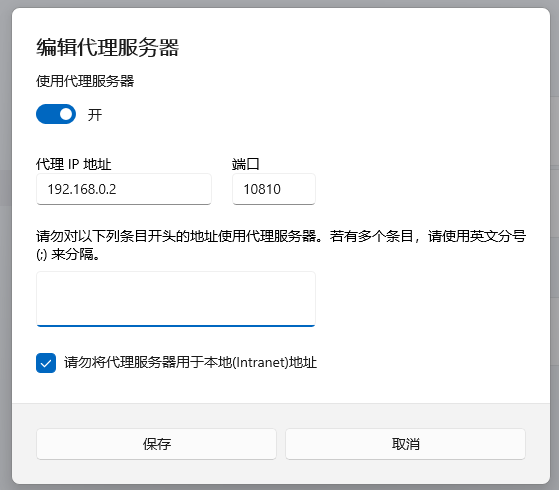 编辑代理服务器
使用代理服务器
开
代理 IP 地址
端口
192.168.0.2
10810
请勿对以下列条目开头的地址使用代理服务器。若有多个条目，请使用英文分号
(;) 来分隔。
请勿将代理服务器用于本地(Intranet)地址
保存
取消